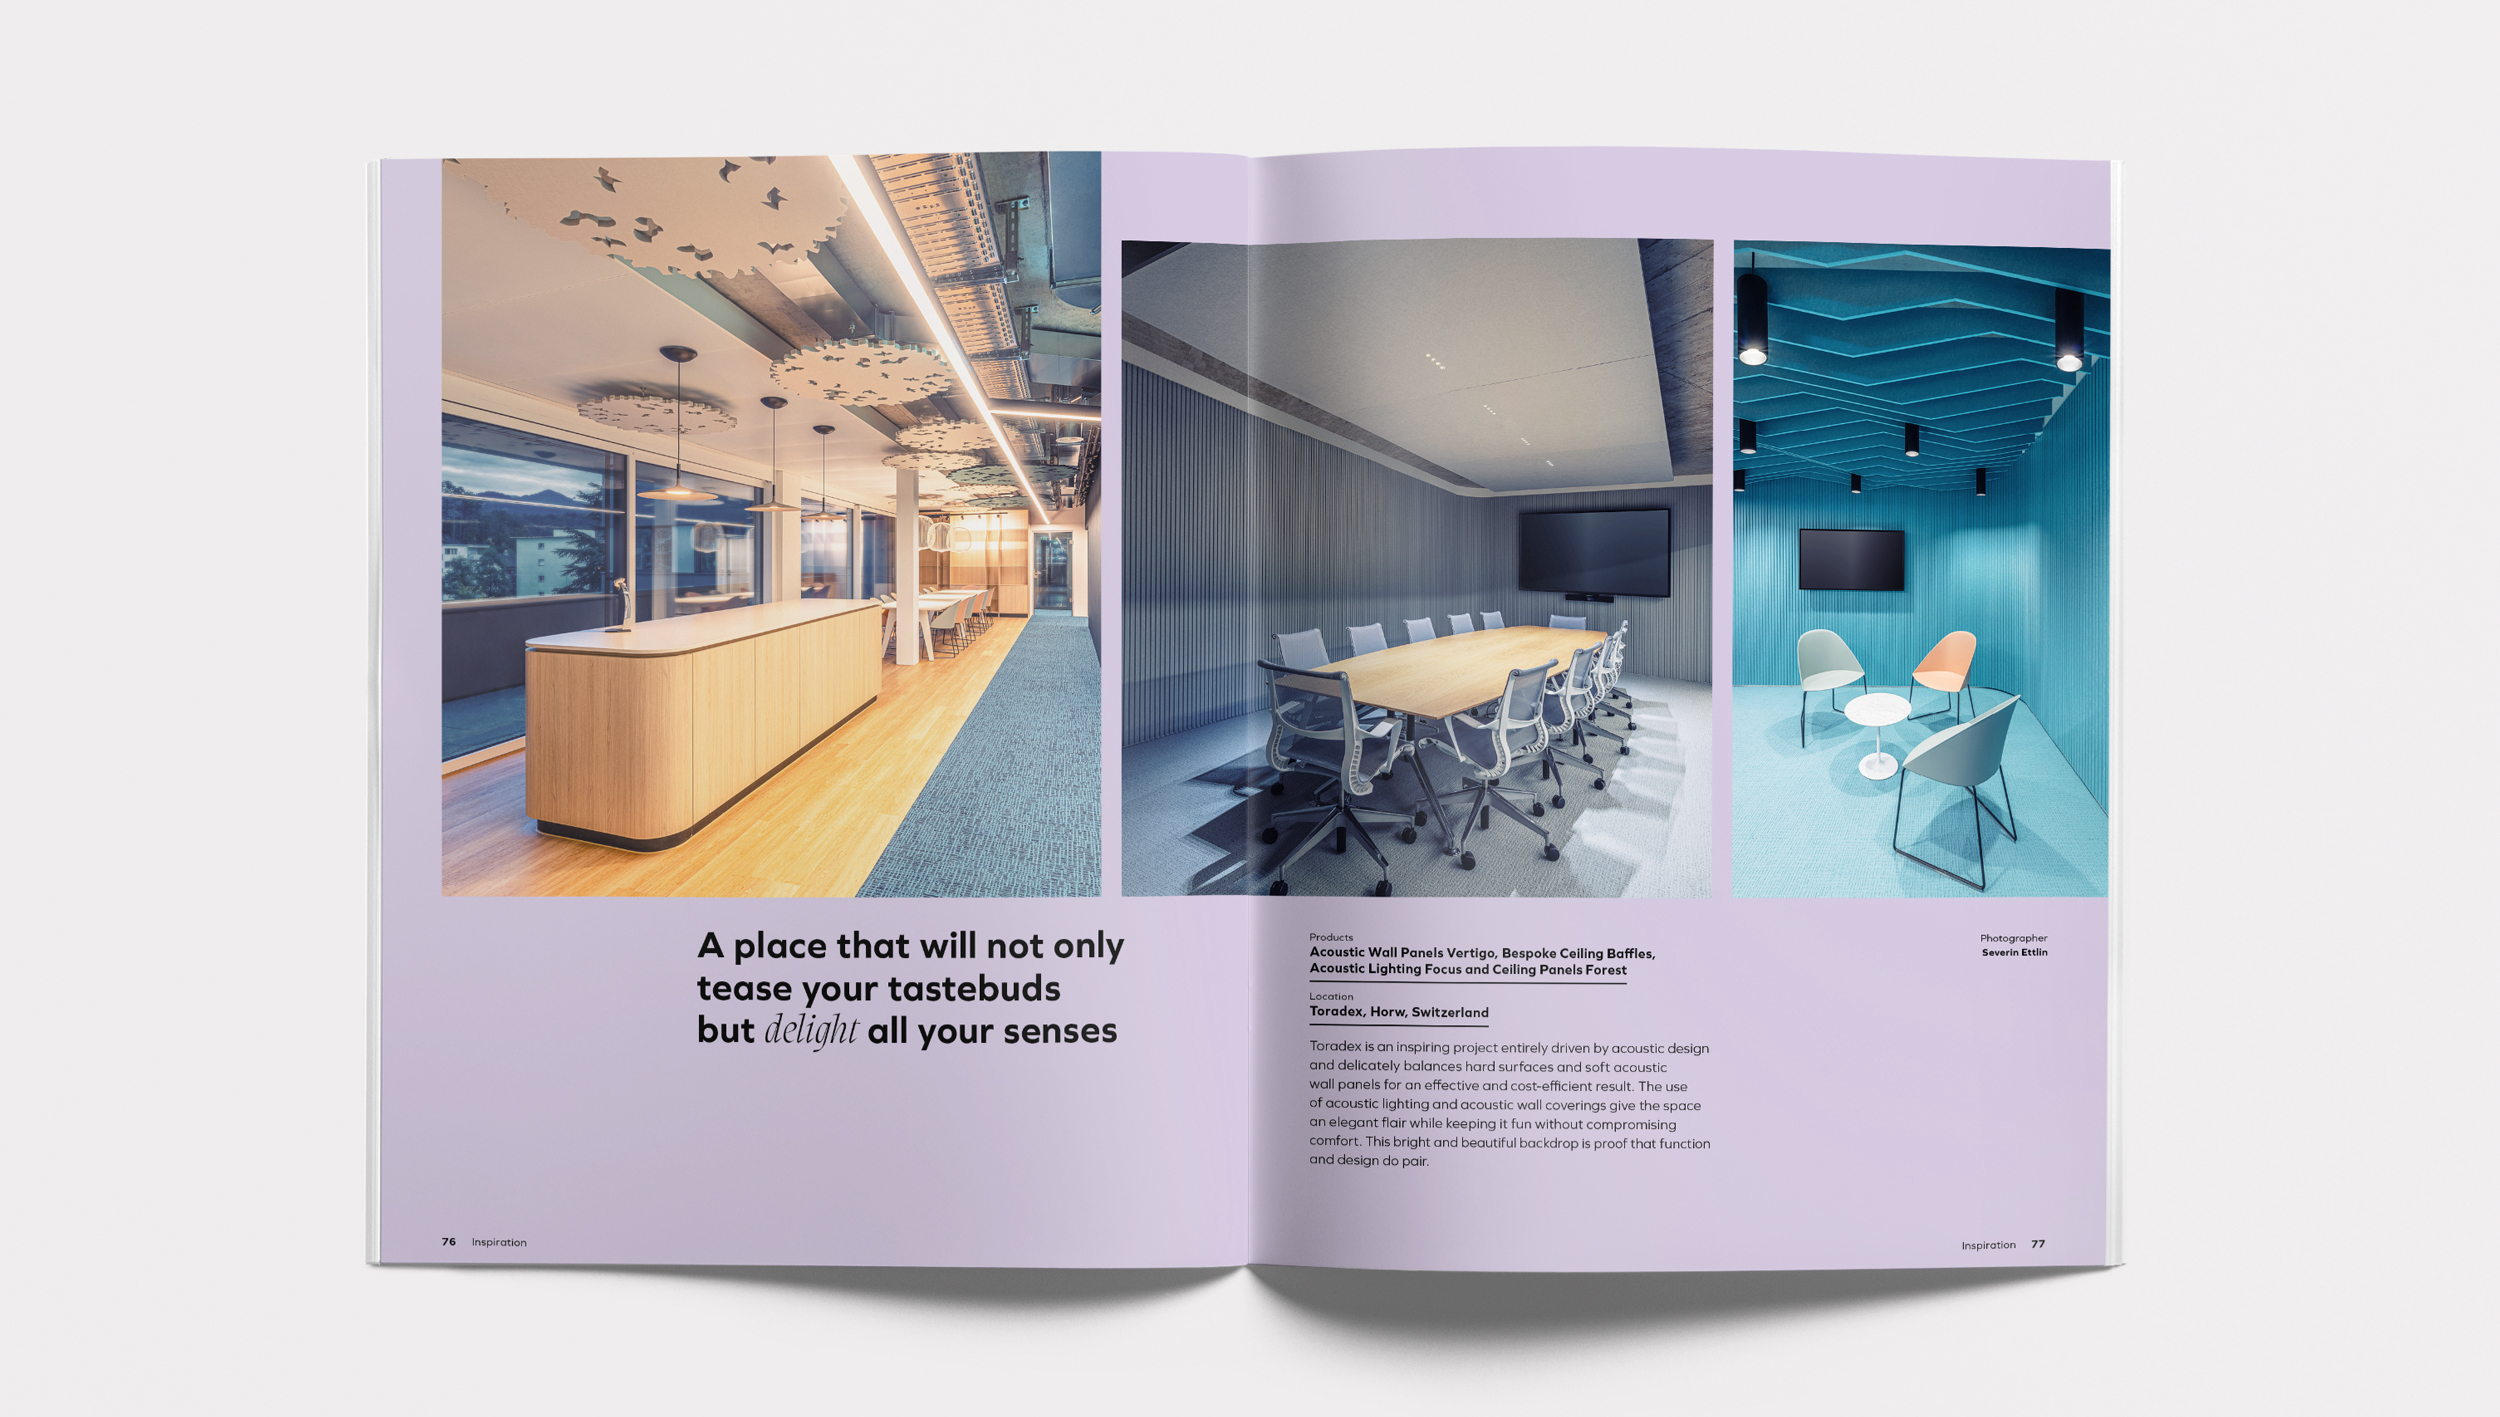 A place that will not only
tease your tastebuds
but delight all your senses
76 Inspiration
Products
Acoustic Wall Panels Vertigo, Bespoke Ceiling Baffles,
Acoustic Lighting Focus and Ceiling Panels Forest
Location
Toradex, Horw, Switzerland
Toradex is an inspiring project entirely driven by acoustic design
and delicately balances hard surfaces and soft acoustic
wall panels for an effective and cost-efficient result. The use
of acoustic lighting and acoustic wall coverings give the space
an elegant flair while keeping it fun without compromising
comfort. This bright and beautiful backdrop is proof that function
and design do pair.
Photographer
Severin Ettlin
Inspiration 77